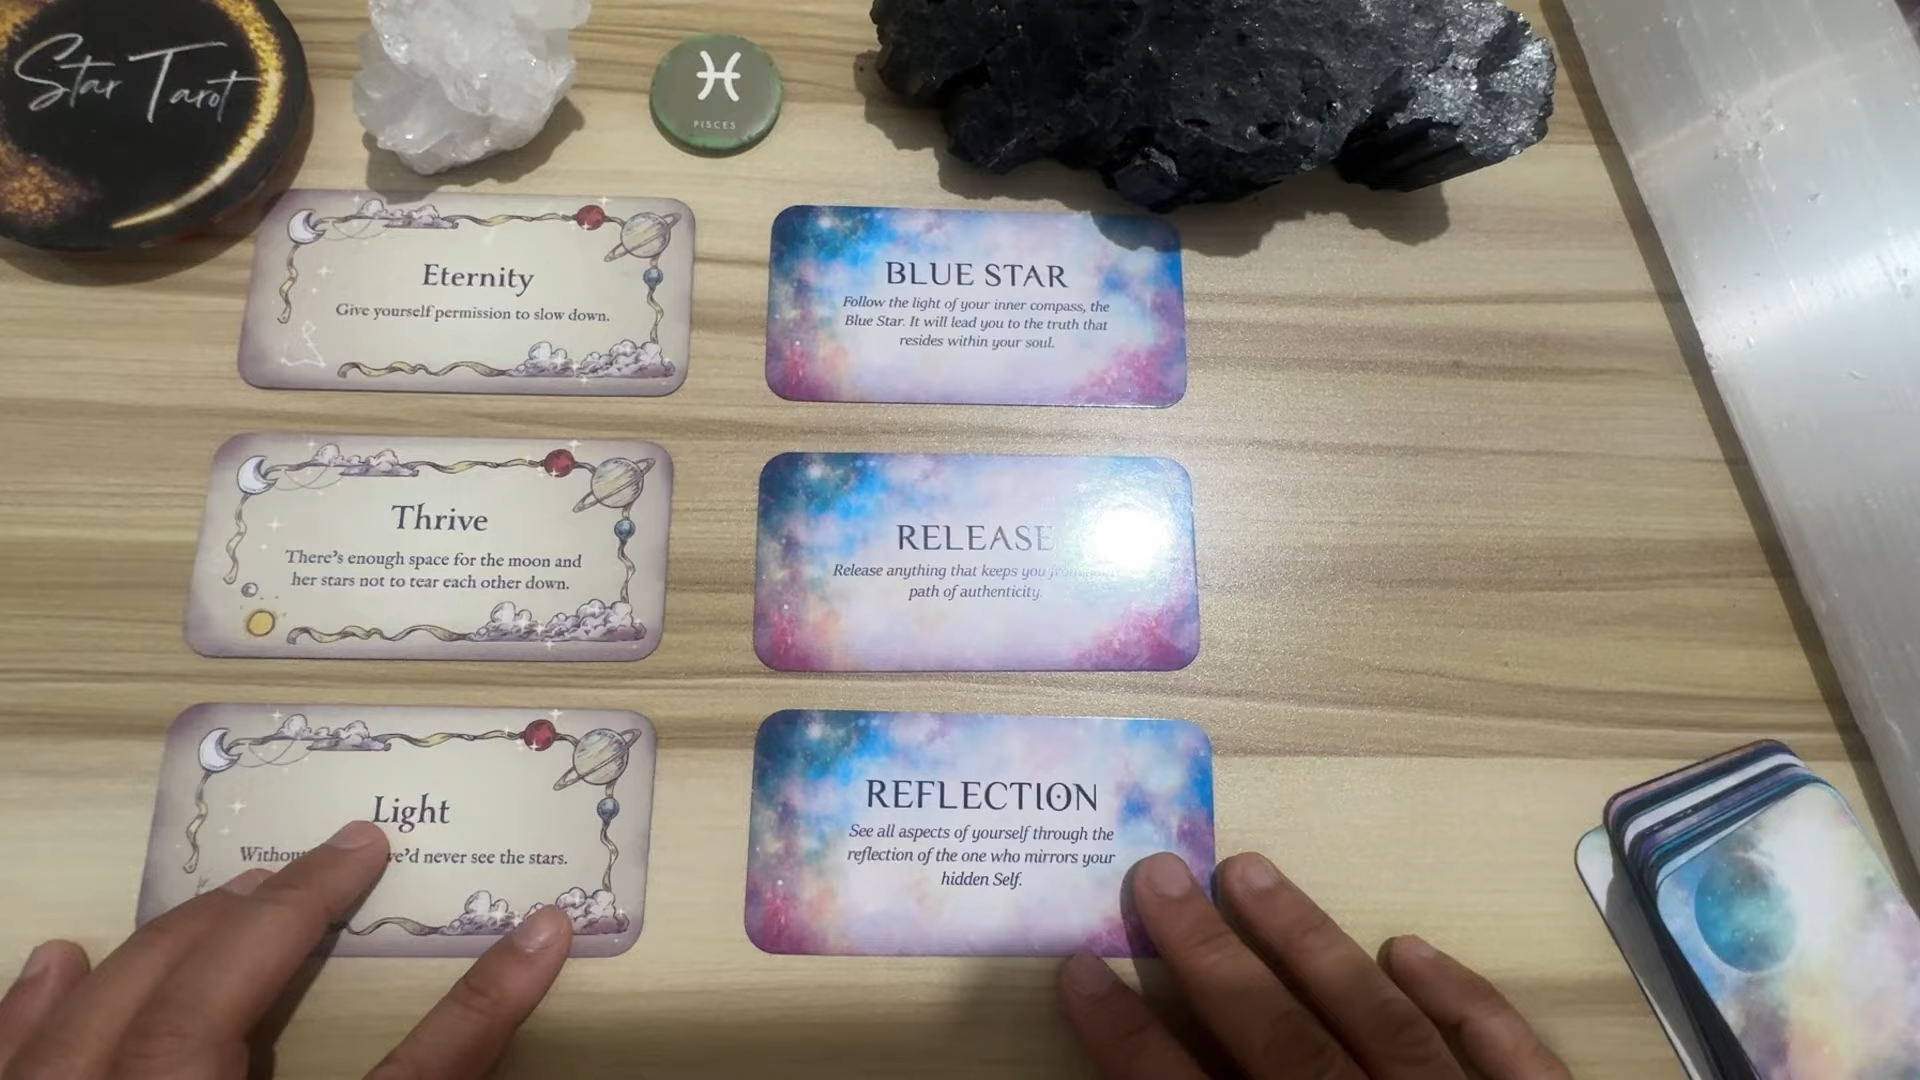 Star Tarot
PISCES
Eternity
Give yourself permission to slow down.
BLUE STAR
Follow the light of your inner compass, the
Blue Star. It will lead you to the truth that
resides within your soul.
Thrive
There's enough space for the moon and
her stars not to tear each other down.
RELEASE
Release anything that keeps you from
path of authenticity.
Light
Without we'd never see the stars.
REFLECTION
See all aspects of yourself through the
reflection of the one who mirrors your
hidden Self.